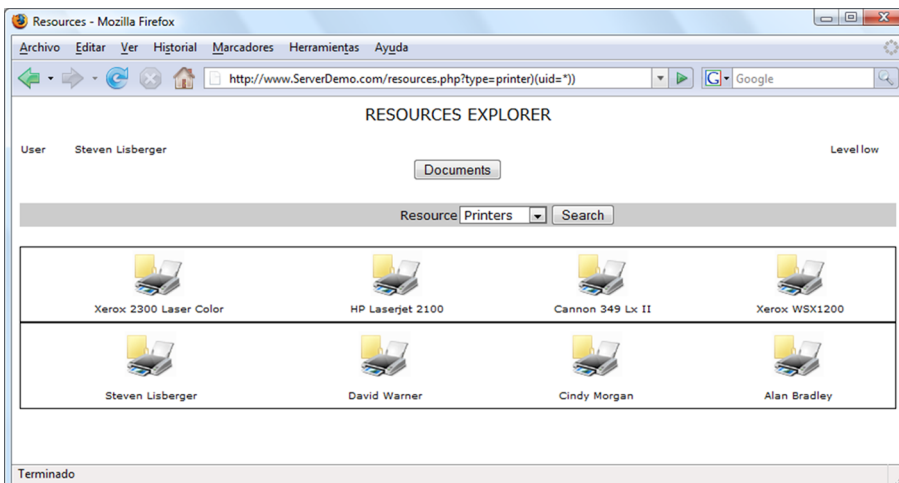 Resources - Mozilla Firefox
Archivo Editar Ver Historial Marcadores Herramientas Ayuda
http://www.ServerDemo.com/resources.php?type=printer)(uid=*)) G Google
RESOURCES EXPLORER
User Steven Lisberger Level low
Documents
Resource Printers Search
Xerox 2300 Laser Color HP Laserjet 2100 Cannon 349 Lx II Xerox WSX1200
Steven Lisberger David Warner Cindy Morgan Alan Bradley
Terminado